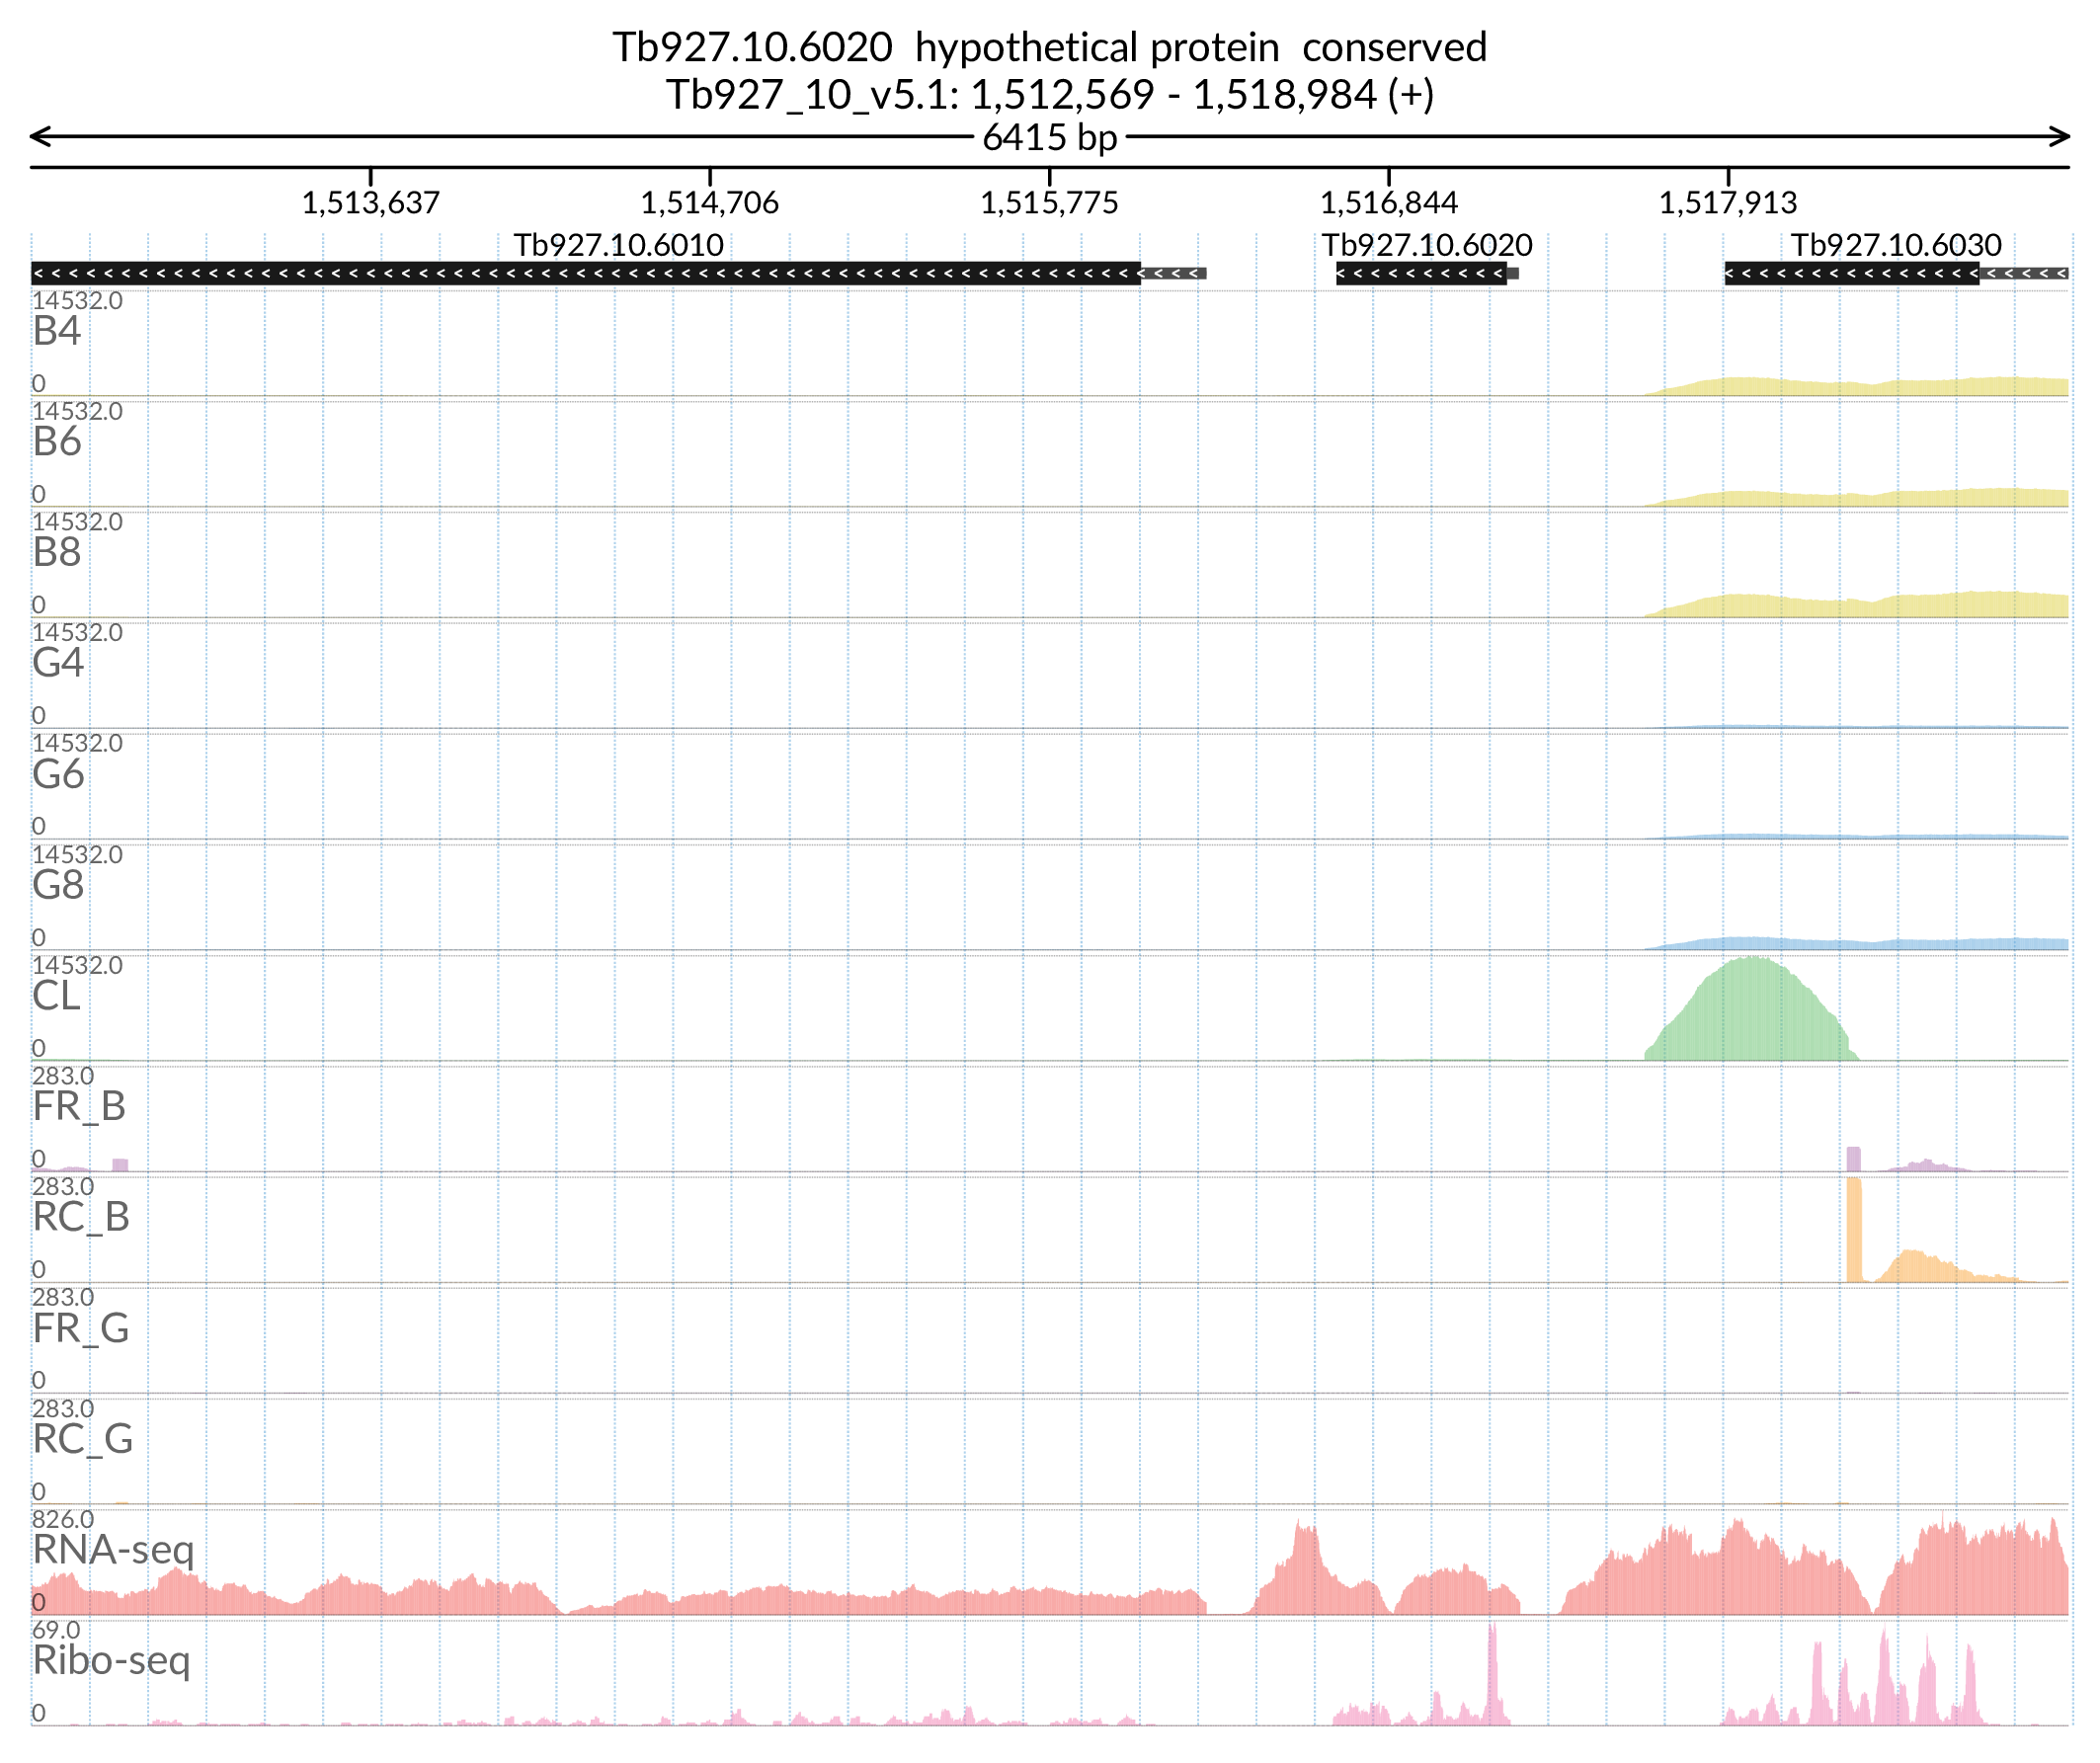 Tb927.10.6020 hypothetical protein conserved
Tb927_10_v5.1: 1,512,569 - 1,518,984 (+)
6415 bp
1,513,637 1,514,706 1,515,775 1,516,844 1,517,913
Tb927.10.6010 Tb927.10.6020 Tb927.10.6030
14532.0
B4
0
14532.0
B6
0
14532.0
B8
0
14532.0
G4
0
14532.0
G6
0
14532.0
G8
0
14532.0
CL
0
283.0
FR_B
0
283.0
RC_B
0
283.0
FR_G
0
283.0
RC_G
0
826.0
RNA-seq
0
69.0
Ribo-seq
0